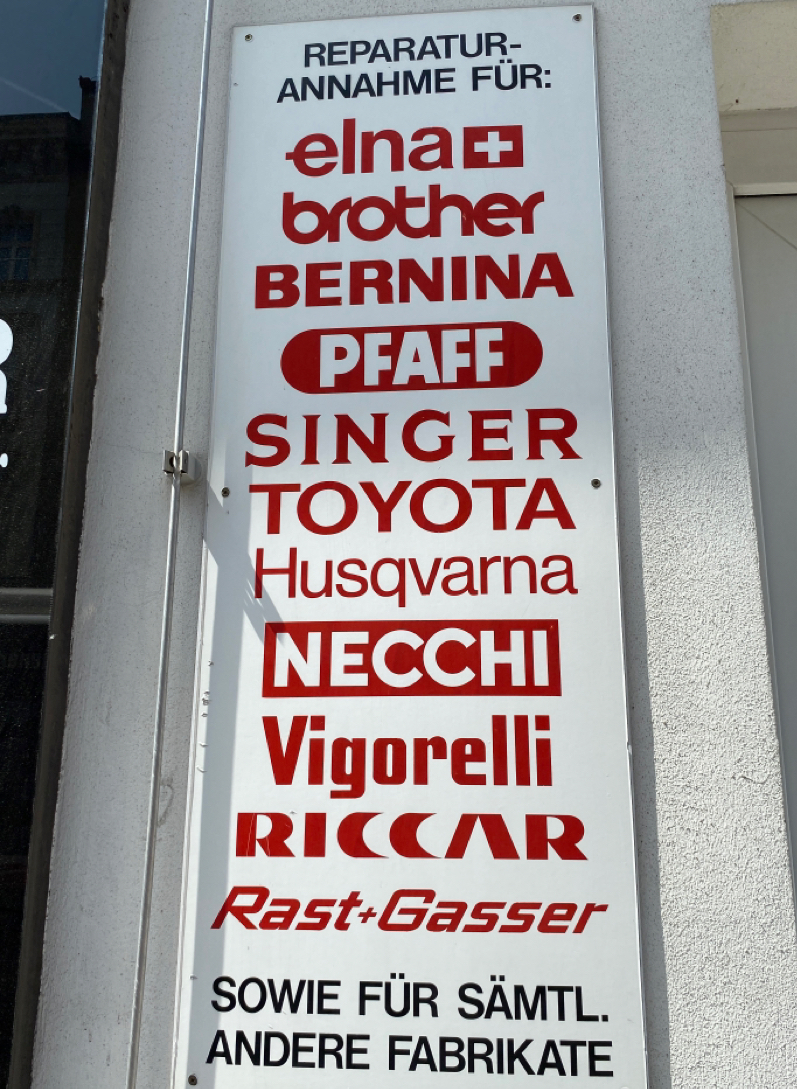 REPARATUR-
ANNAHME FÜR:
elna
brother
BERNINA
PFAFF
SINGER
TOYOTA
Husqvarna
NECCHI
Vigorelli
RICCAR
Rast+Gasser
SOWIE FÜR SÄMTL.
ANDERE FABRIKATE